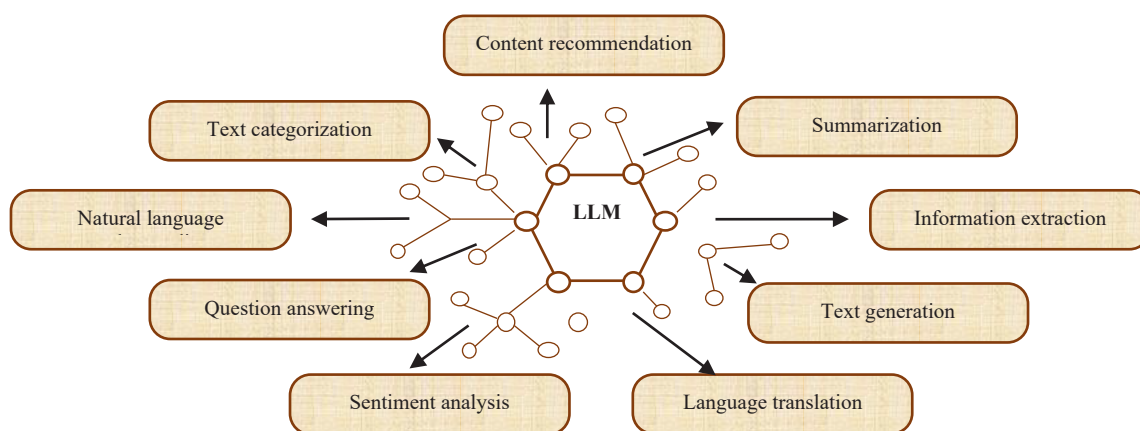 Content recommendation
Text categorization
Summarization
LLM
Natural language
Information extraction
Question answering
Text generation
Sentiment analysis
Language translation